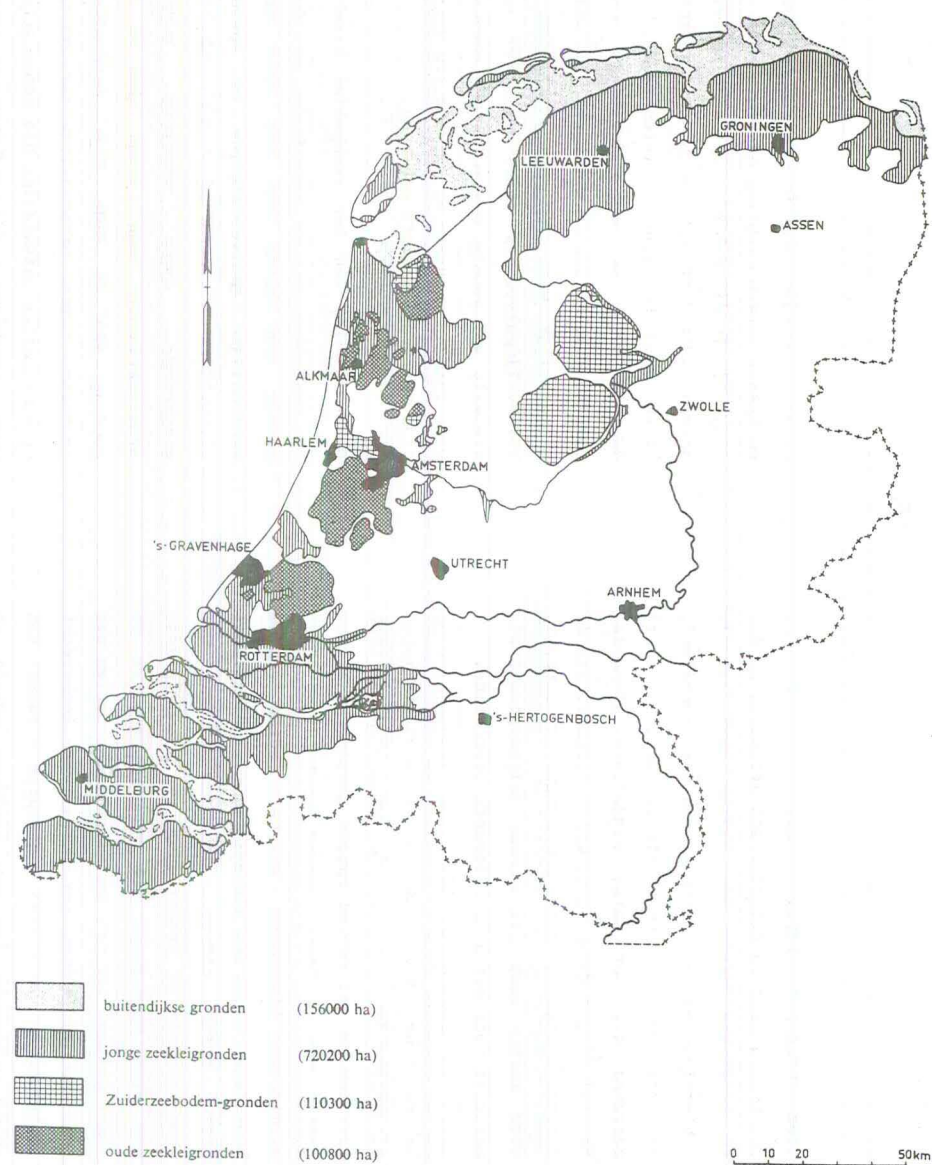 GRONINGEN
LEEUWARDEN
ASSEN
ALKMAAR
ZWOLLE
HAARLEM
AMSTERDAM
's-GRAVENHAGE
UTRECHT
ARNHEM
ROTTERDAM
's-HERTOGENBOSCH
MIDDELBURG
buitendijkse gronden (156000 ha)
jonge zeekleigronden (720200 ha)
Zuiderzeebodem-gronden (110300 ha)
oude zeekleigronden (100800 ha)
0 10 20 50km